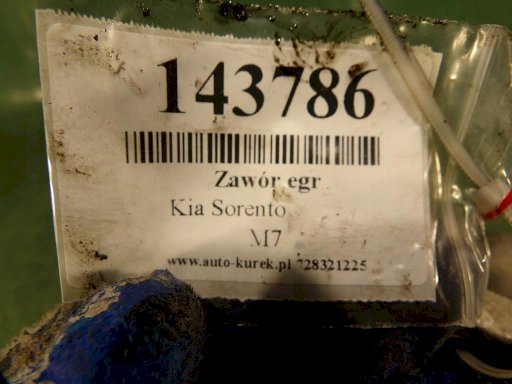 143786
Zawór egr
Kia Sorento
M7
www.auto-kurek.pl 728321225